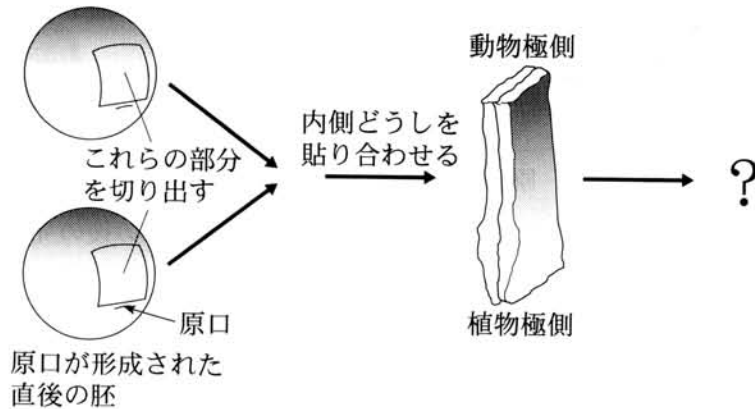 動物極側
内側どうしを
貼り合わせる
これらの部分
を切り出す
?
原口
植物極側
原口が形成された
直後の胚